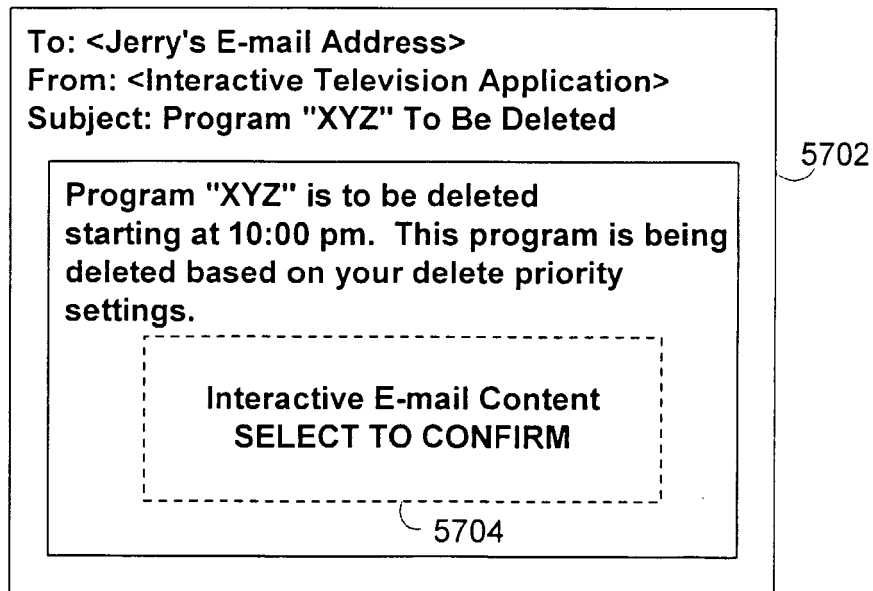 To: <Jerry's E-mail Address>
From: <Interactive Television Application>
Subject: Program "XYZ" To Be Deleted
5702
Program "XYZ" is to be deleted
starting at 10:00 pm. This program is being
deleted based on your delete priority
settings.
Interactive E-mail Content
SELECT TO CONFIRM
5704